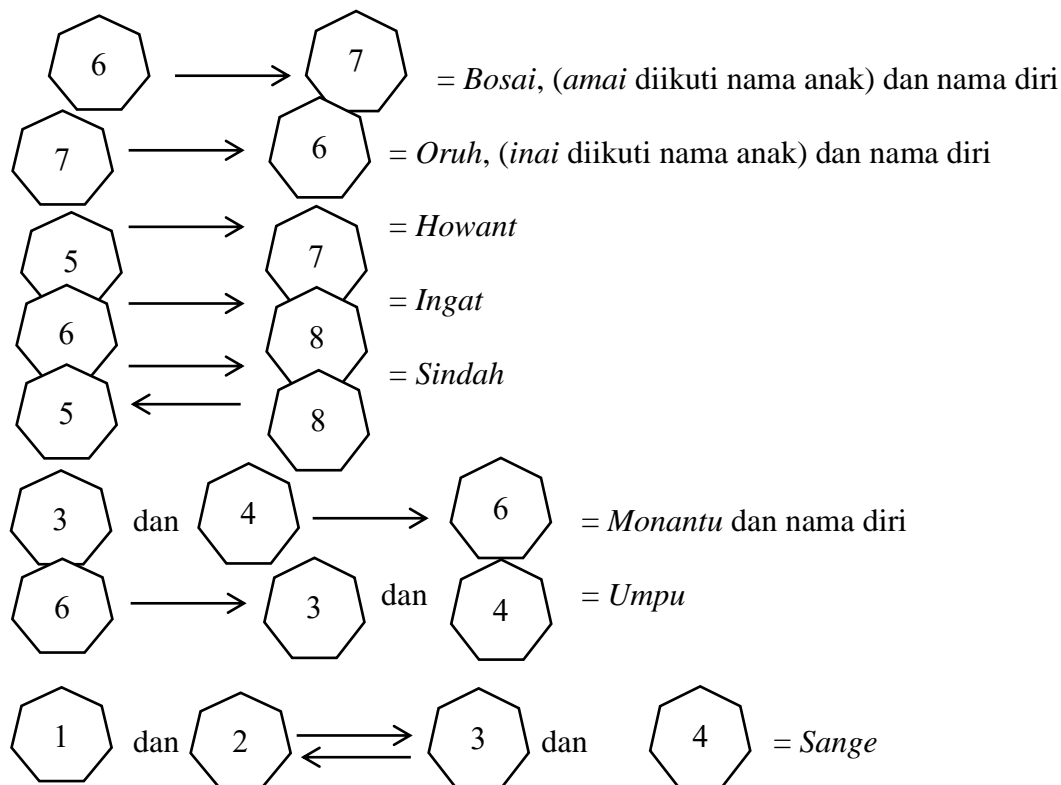 6 7 = Bosai, (amai diikuti nama anak) dan nama diri
7 6 = Oruh, (inai diikuti nama anak) dan nama diri
5 7 = Howant
6 8 = Ingat
5 8 = Sindah
3 dan 4 6 = Monantu dan nama diri
6 3 dan 4 = Umpu
1 dan 2 3 dan 4 = Sange